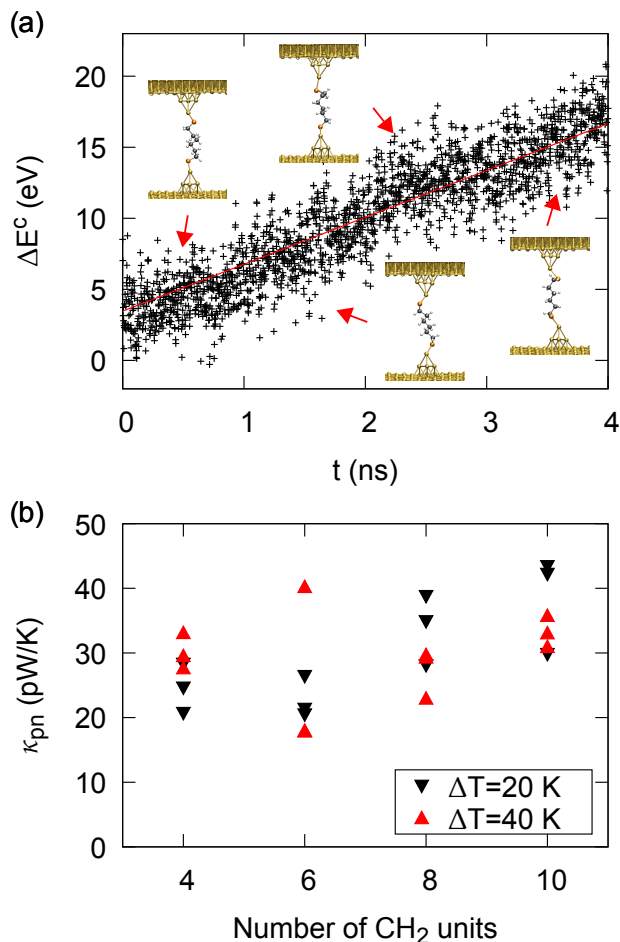 (a)
ΔE^c (eV)
20
15
10
5
0
0 1 2 3 4
t (ns)
(b)
κ_pn (pW/K)
50
40
30
20
10
0
ΔT=20 K
ΔT=40 K
4 6 8 10
Number of CH₂ units